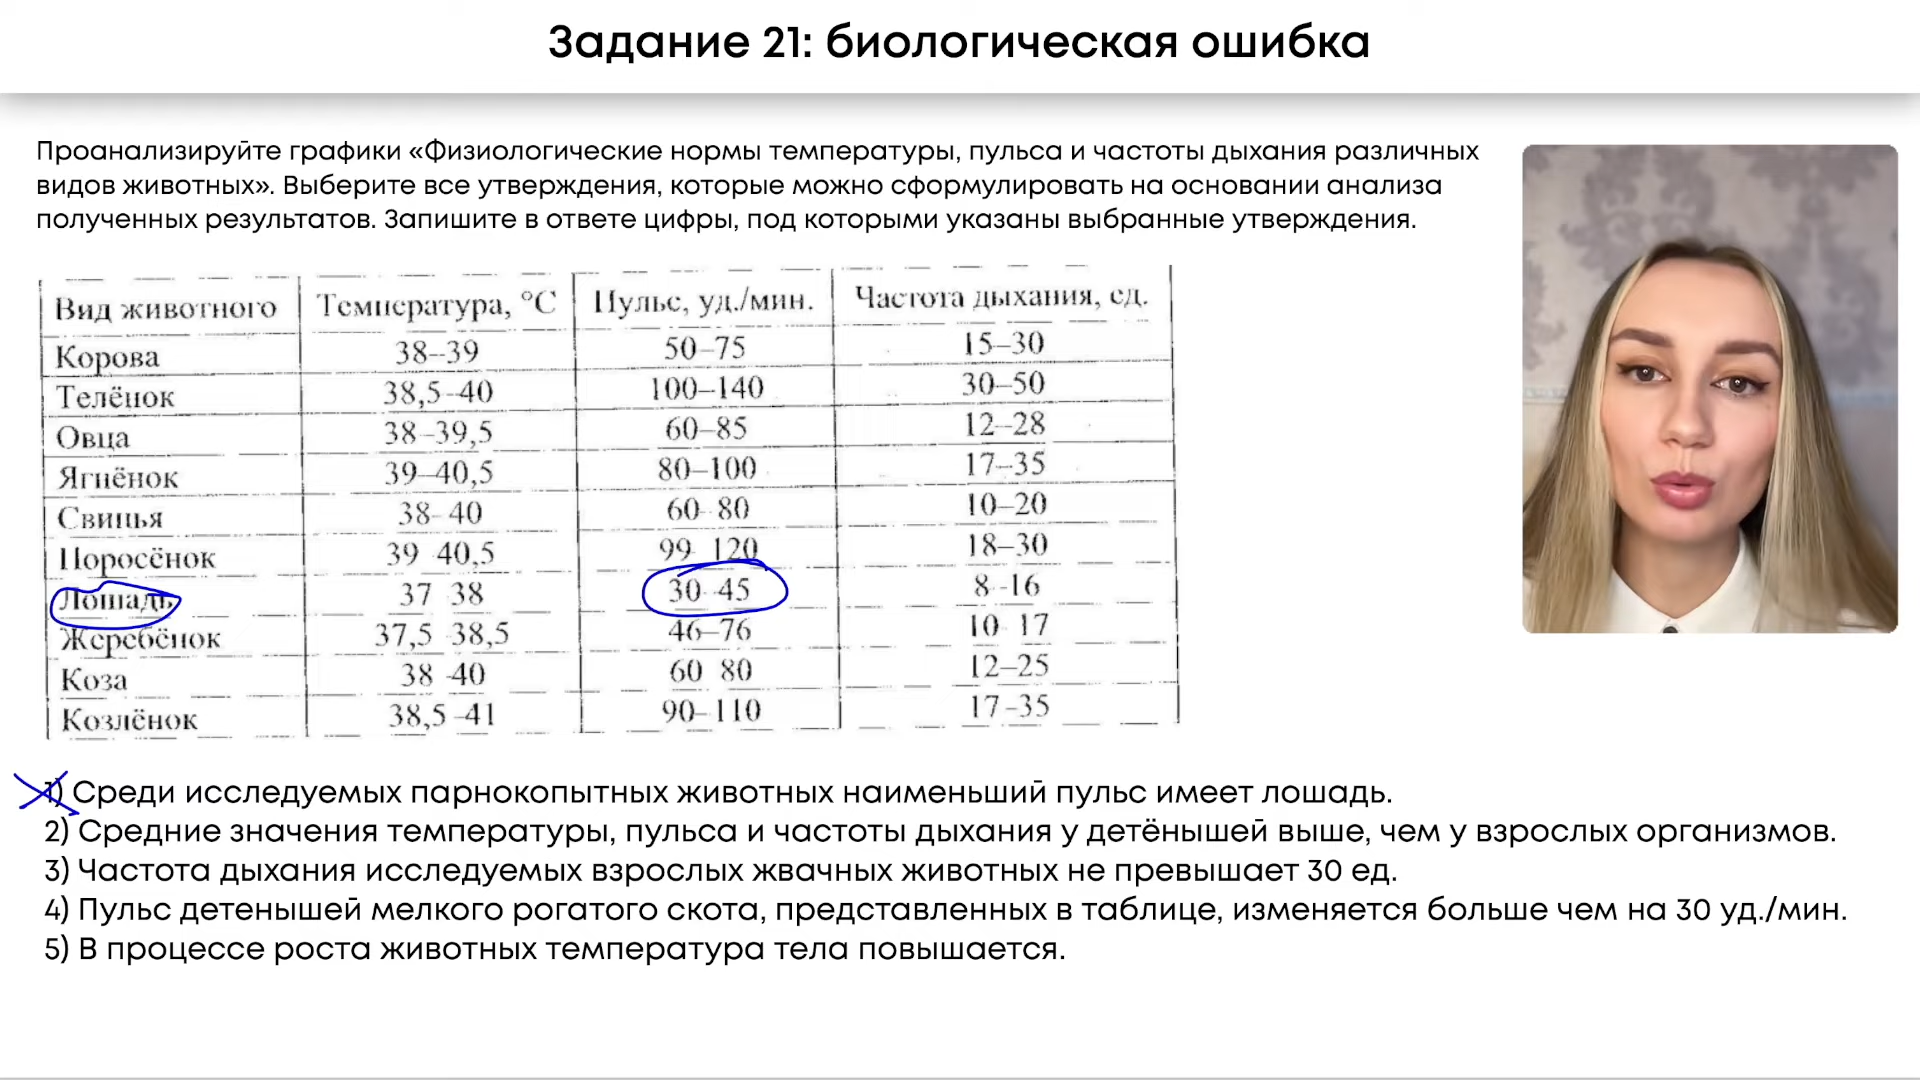 Задание 21: биологическая ошибка
Проанализируйте графики «Физиологические нормы температуры, пульса и частоты дыхания различных
видов животных». Выберите все утверждения, которые можно сформулировать на основании анализа
полученных результатов. Запишите в ответе цифры, под которыми указаны выбранные утверждения.
Вид животного Температура, °С Пульс, уд./мин. Частота дыхания, ед.
Корова 38–39 50–75 15–30
Телёнок 38,5–40 100–140 30–50
Овца 38–39,5 60–85 12–28
Ягнёнок 39–40,5 80–100 17–35
Свинья 38–40 60–80 10–20
Поросёнок 39–40,5 99–120 18–30
Лошадь 37–38 30–45 8–16
Жеребёнок 37,5–38,5 46–76 10–17
Коза 38–40 60–80 12–25
Козлёнок 38,5–41 90–110 17–35
1) Среди исследуемых парнокопытных животных наименьший пульс имеет лошадь.
2) Средние значения температуры, пульса и частоты дыхания у детёнышей выше, чем у взрослых организмов.
3) Частота дыхания исследуемых взрослых жвачных животных не превышает 30 ед.
4) Пульс детенышей мелкого рогатого скота, представленных в таблице, изменяется больше чем на 30 уд./мин.
5) В процессе роста животных температура тела повышается.